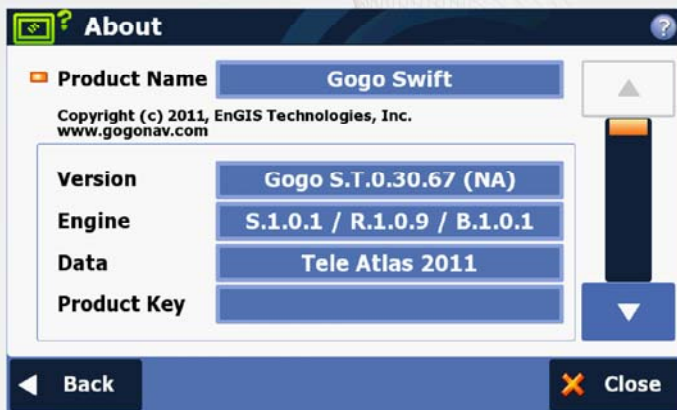 ? About ?
Product Name Gogo Swift
Copyright (c) 2011, EnGIS Technologies, Inc.
www.gogonav.com
Version Gogo S.T.0.30.67 (NA)
Engine S.1.0.1 / R.1.0.9 / B.1.0.1
Data Tele Atlas 2011
Product Key
Back Close